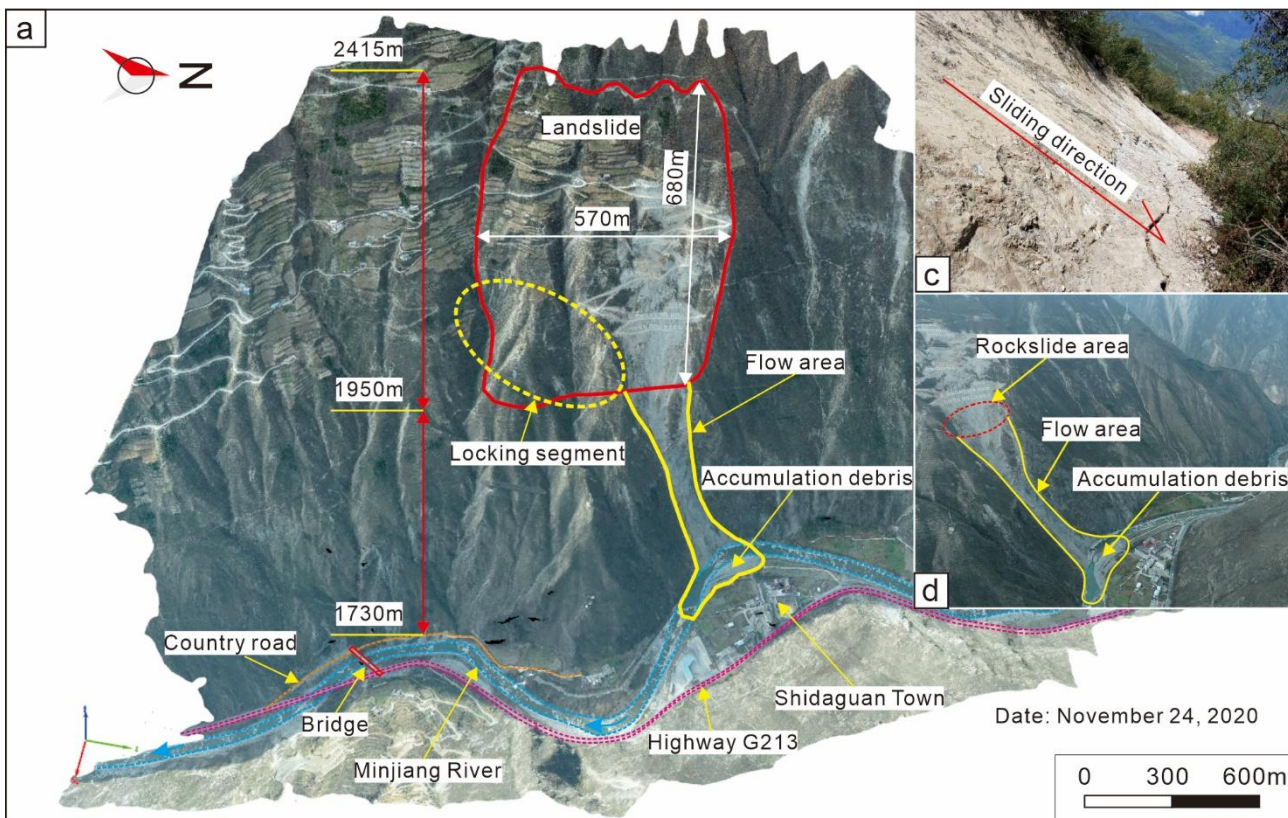 a
N
2415m
Landslide
680m
570m
1950m
Locking segment
Flow area
Accumulation debris
1730m
Country road
Bridge
Minjiang River
Highway G213
Shidaguan Town
Date: November 24, 2020
0 300 600m
Sliding direction
c
Rockslide area
Flow area
Accumulation debris
d